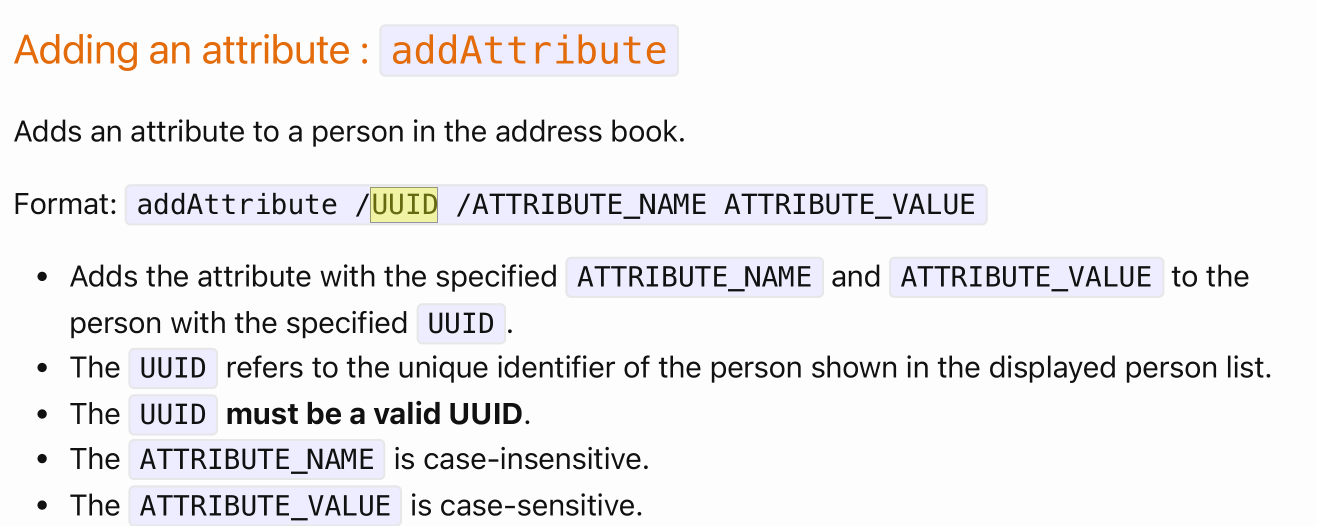 Adding an attribute : addAttribute
Adds an attribute to a person in the address book.
Format: addAttribute /UUID /ATTRIBUTE_NAME ATTRIBUTE_VALUE
• Adds the attribute with the specified ATTRIBUTE_NAME and ATTRIBUTE_VALUE to the
person with the specified UUID.
• The UUID refers to the unique identifier of the person shown in the displayed person list.
• The UUID must be a valid UUID.
• The ATTRIBUTE_NAME is case-insensitive.
• The ATTRIBUTE_VALUE is case-sensitive.